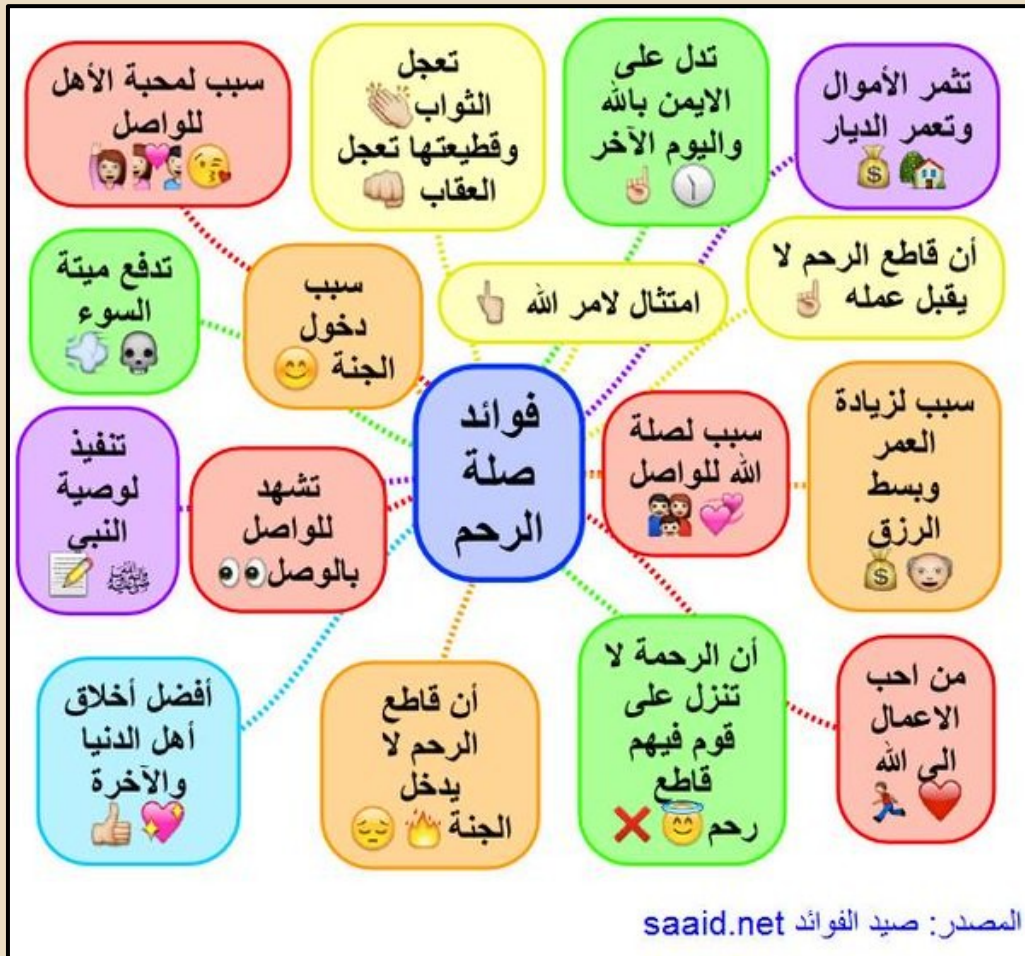 تثمر الأموال
وتعمر الديار
تدل على
الايمن بالله
واليوم الآخر
تعجل
الثواب
وقطيعتها تعجل
العقاب
سبب لمحبة الأهل
للواصل
أن قاطع الرحم لا
يقبل عمله
امتثال لامر الله
سبب
دخول
الجنة
تدفع ميتة
السوء
سبب لزيادة
العمر
وبسط
الرزق
سبب لصلة
الله للواصل
فوائد
صلة
الرحم
تشهد
للواصل
بالوصل
تنفيذ
لوصية
النبي
ﷺ
من احب
الاعمال
الى الله
أن الرحمة لا
تنزل على
قوم فيهم
قاطع
رحم
أن قاطع
الرحم لا
يدخل
الجنة
أفضل أخلاق
أهل الدنيا
والآخرة
المصدر: صيد الفوائد saaid.net